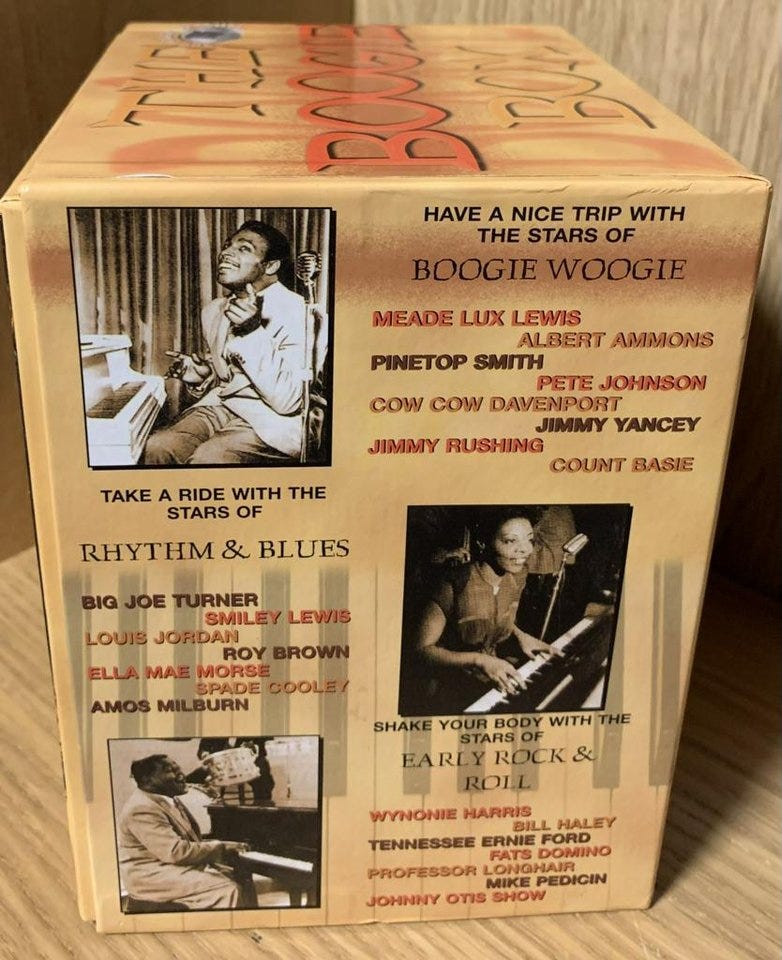 THE
BOOGIE
BOX
HAVE A NICE TRIP WITH
THE STARS OF
BOOGIE WOOGIE
MEADE LUX LEWIS
ALBERT AMMONS
PINETOP SMITH
PETE JOHNSON
COW COW DAVENPORT
JIMMY YANCEY
JIMMY RUSHING
COUNT BASIE
TAKE A RIDE WITH THE
STARS OF
RHYTHM & BLUES
BIG JOE TURNER
SMILEY LEWIS
LOUIS JORDAN
ROY BROWN
ELLA MAE MORSE
SPADE COOLEY
AMOS MILBURN
SHAKE YOUR BODY WITH THE
STARS OF
EARLY ROCK &
ROLL
WYNONIE HARRIS
BILL HALEY
TENNESSEE ERNIE FORD
FATS DOMINO
PROFESSOR LONGHAIR
MIKE PEDICIN
JOHNNY OTIS SHOW